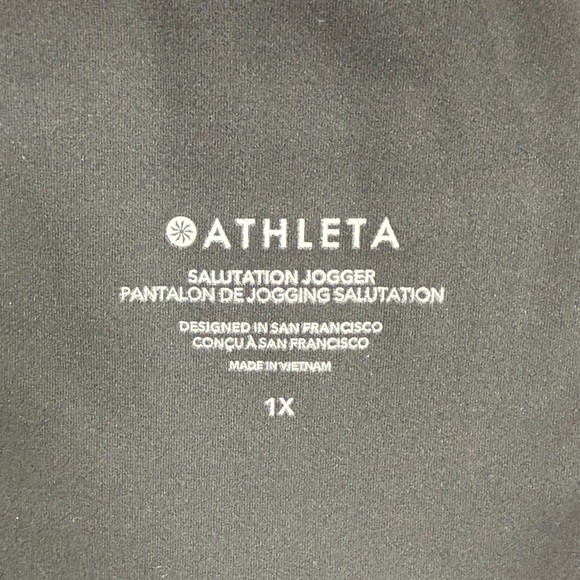 ATHLETA
SALUTATION JOGGER
PANTALON DE JOGGING SALUTATION
DESIGNED IN SAN FRANCISCO
CONÇU À SAN FRANCISCO
MADE IN VIETNAM
1X